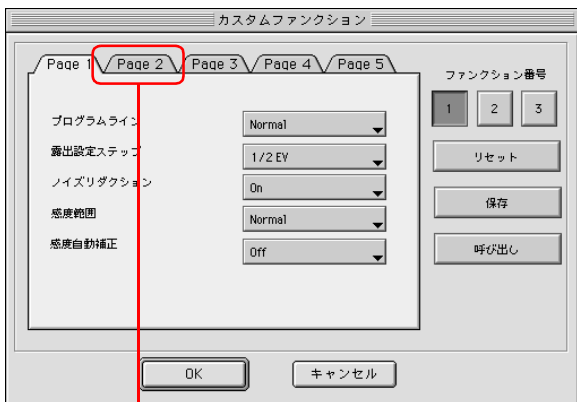 カスタムファンクション
Page 1 Page 2 Page 3 Page 4 Page 5
ファンクション番号
1 2 3
プログラムライン Normal
露出設定ステップ 1/2 EV
ノイズリダクション On
感度範囲 Normal
感度自動補正 Off
リセット
保存
呼び出し
OK キャンセル